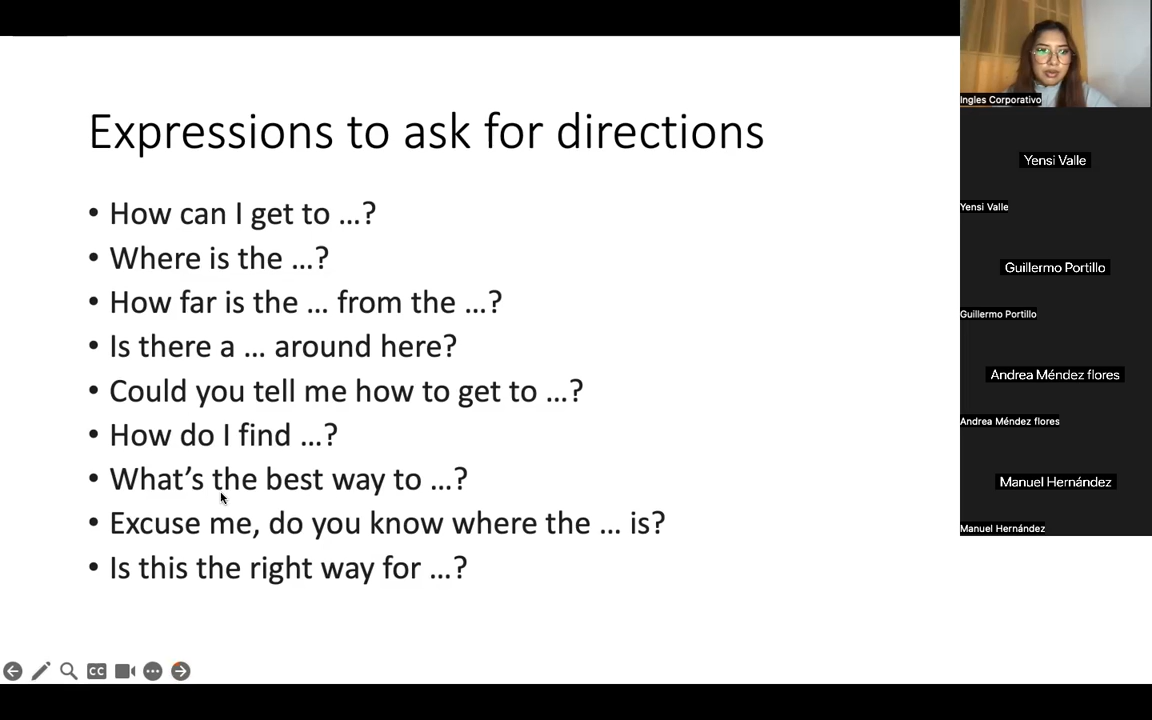 Expressions to ask for directions
• How can I get to ...?
• Where is the ...?
• How far is the ... from the ...?
• Is there a ... around here?
• Could you tell me how to get to ...?
• How do I find ...?
• What’s the best way to ...?
• Excuse me, do you know where the ... is?
• Is this the right way for ...?
CC
Ingles Corporativo
Yensi Valle
Yensi Valle
Guillermo Portillo
Guillermo Portillo
Andrea Méndez flores
Andrea Méndez flores
Manuel Hernández
Manuel Hernández